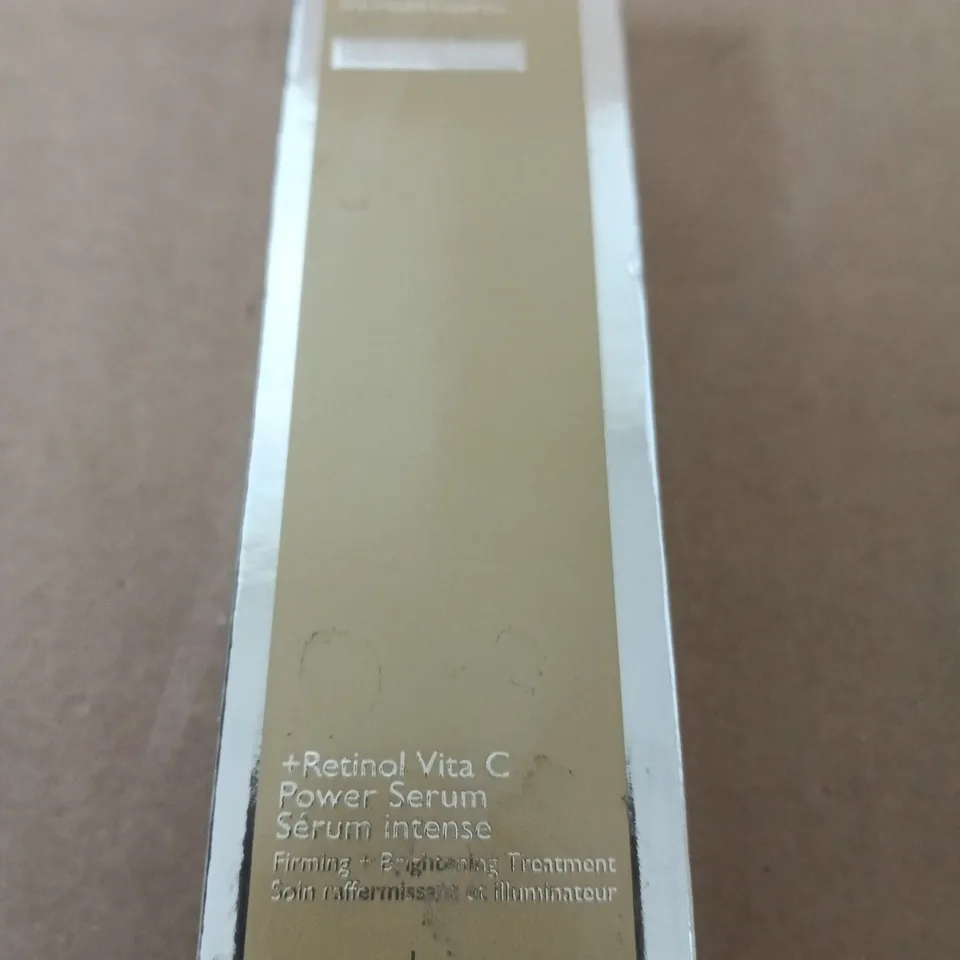 +Retinol Vita C
Power Serum
Sérum intense
Firming + Brightening Treatment
Soin raffermissant et illuminateur